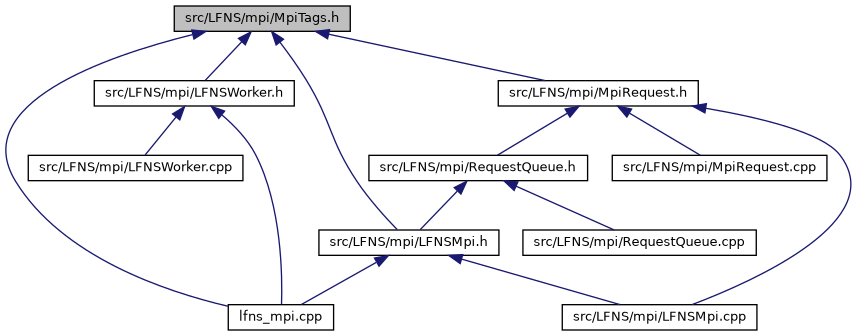 src/LFNS/mpi/MpiTags.h
src/LFNS/mpi/LFNSWorker.h
src/LFNS/mpi/MpiRequest.h
src/LFNS/mpi/LFNSWorker.cpp
src/LFNS/mpi/RequestQueue.h
src/LFNS/mpi/MpiRequest.cpp
src/LFNS/mpi/LFNSMpi.h
src/LFNS/mpi/RequestQueue.cpp
lfns_mpi.cpp
src/LFNS/mpi/LFNSMpi.cpp